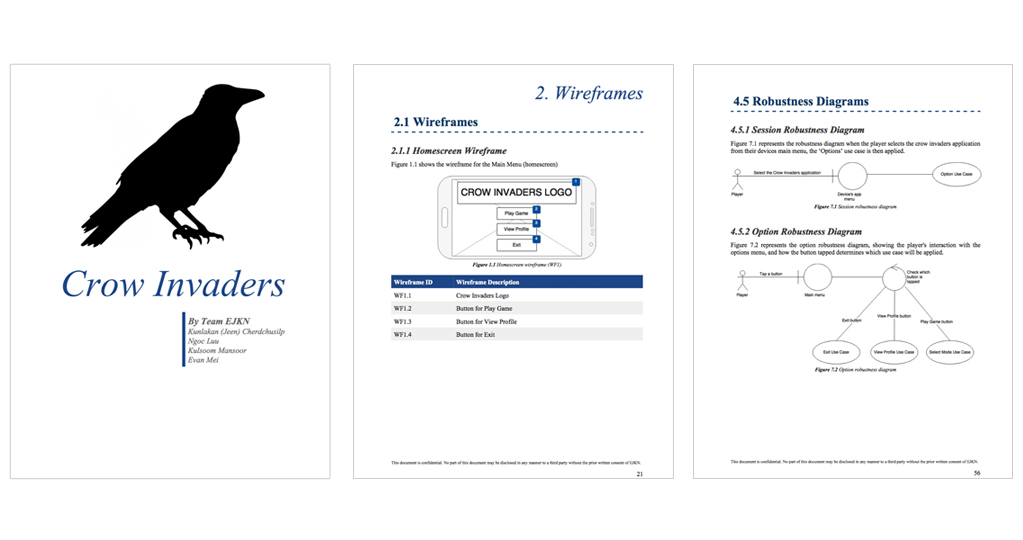 Crow Invaders
By Team EJKN
Kunlakan (Jeen) Cherdchusilp
Ngoc Luu
Kulsoom Mansoor
Evan Mei
2. Wireframes
2.1 Wireframes
2.1.1 Homescreen Wireframe
Figure 1.1 shows the wireframe for the Main Menu (homescreen)
1
CROW INVADERS LOGO
2
Play Game
3
View Profile
4
Exit
Figure 1.1 Homescreen wireframe (WF1)
Wireframe ID Wireframe Description
WF1.1 Crow Invaders Logo
WF1.2 Button for Play Game
WF1.3 Button for View Profile
WF1.4 Button for Exit
This document is confidential. No part of this document may be disclosed in any manner to a third party without the prior written consent of EJKN.
21
4.5 Robustness Diagrams
4.5.1 Session Robustness Diagram
Figure 7.1 represents the robustness diagram when the player selects the crow invaders application
from their devices main menu, the 'Options' use case is then applied.
Select the Crow Invaders application
Option Use Case
Player
Device's app
menu
Figure 7.1 Session robustness diagram
4.5.2 Option Robustness Diagram
Figure 7.2 represents the option robustness diagram, showing the player's interaction with the
options menu, and how the button tapped determines which use case will be applied.
Tap a button
Check which
button is
tapped
Player
Main menu
View Profile button
Exit button
Play Game button
Exit Use Case
View Profile Use Case
Select Mode Use Case
Figure 7.2 Option robustness diagram
This document is confidential. No part of this document may be disclosed in any manner to a third party without the prior written consent of EJKN.
56